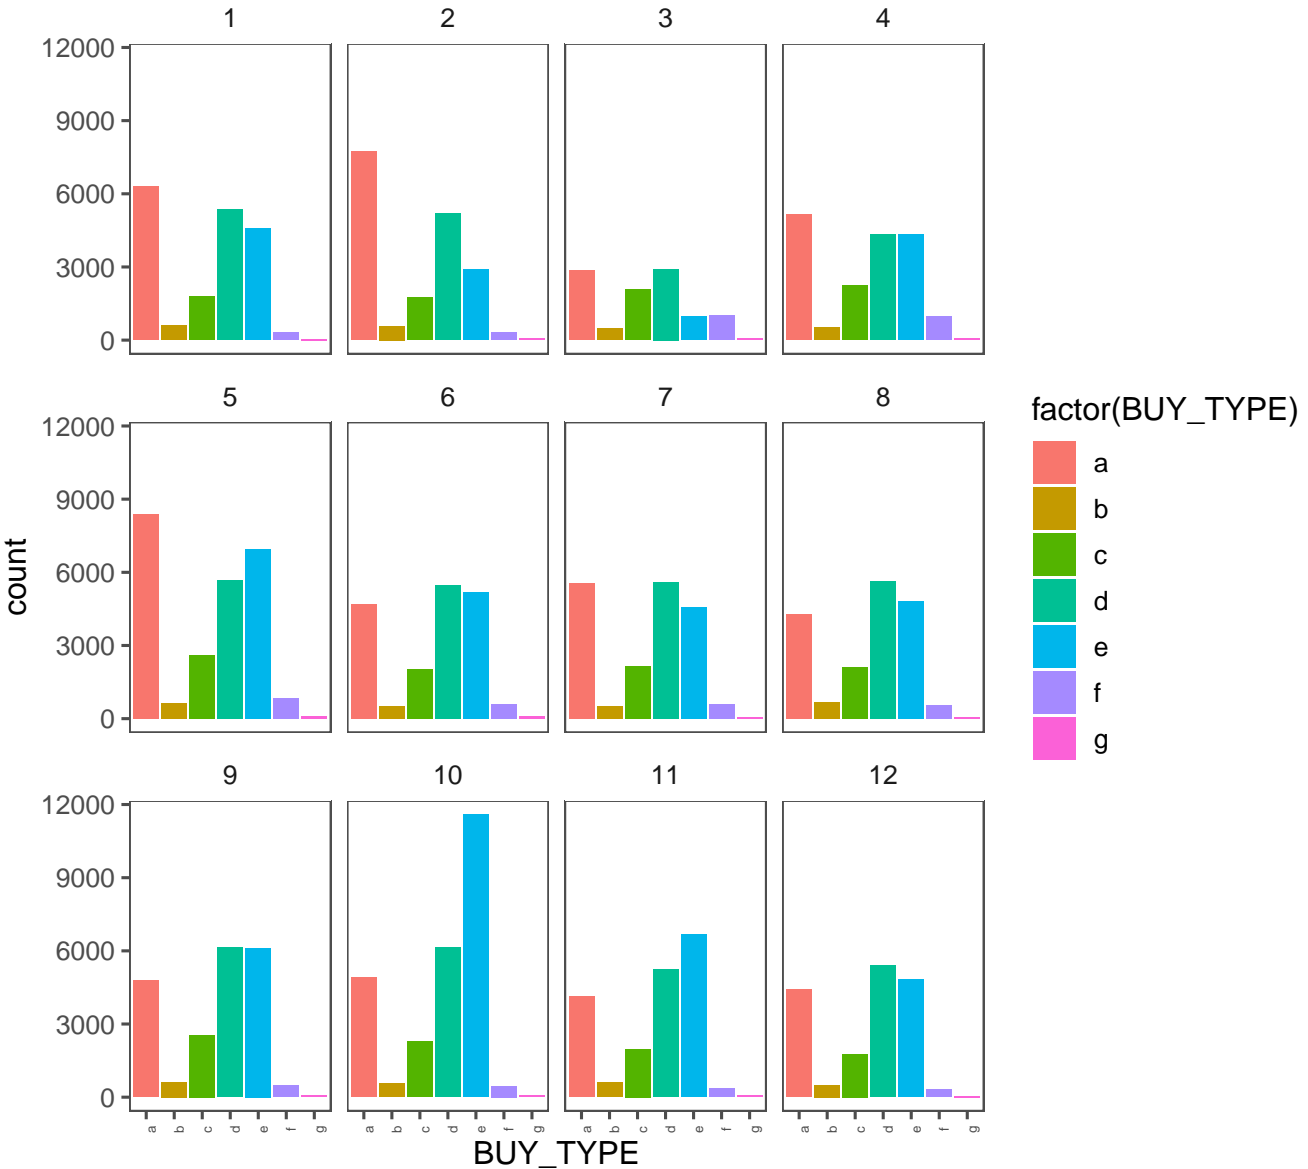 1 2 3 4
12000
9000
6000
3000
0
5 6 7 8
12000
9000
6000
3000
0
9 10 11 12
12000
9000
6000
3000
0
a b c d e f g a b c d e f g a b c d e f g a b c d e f g
BUY_TYPE
count
factor(BUY_TYPE)
a
b
c
d
e
f
g